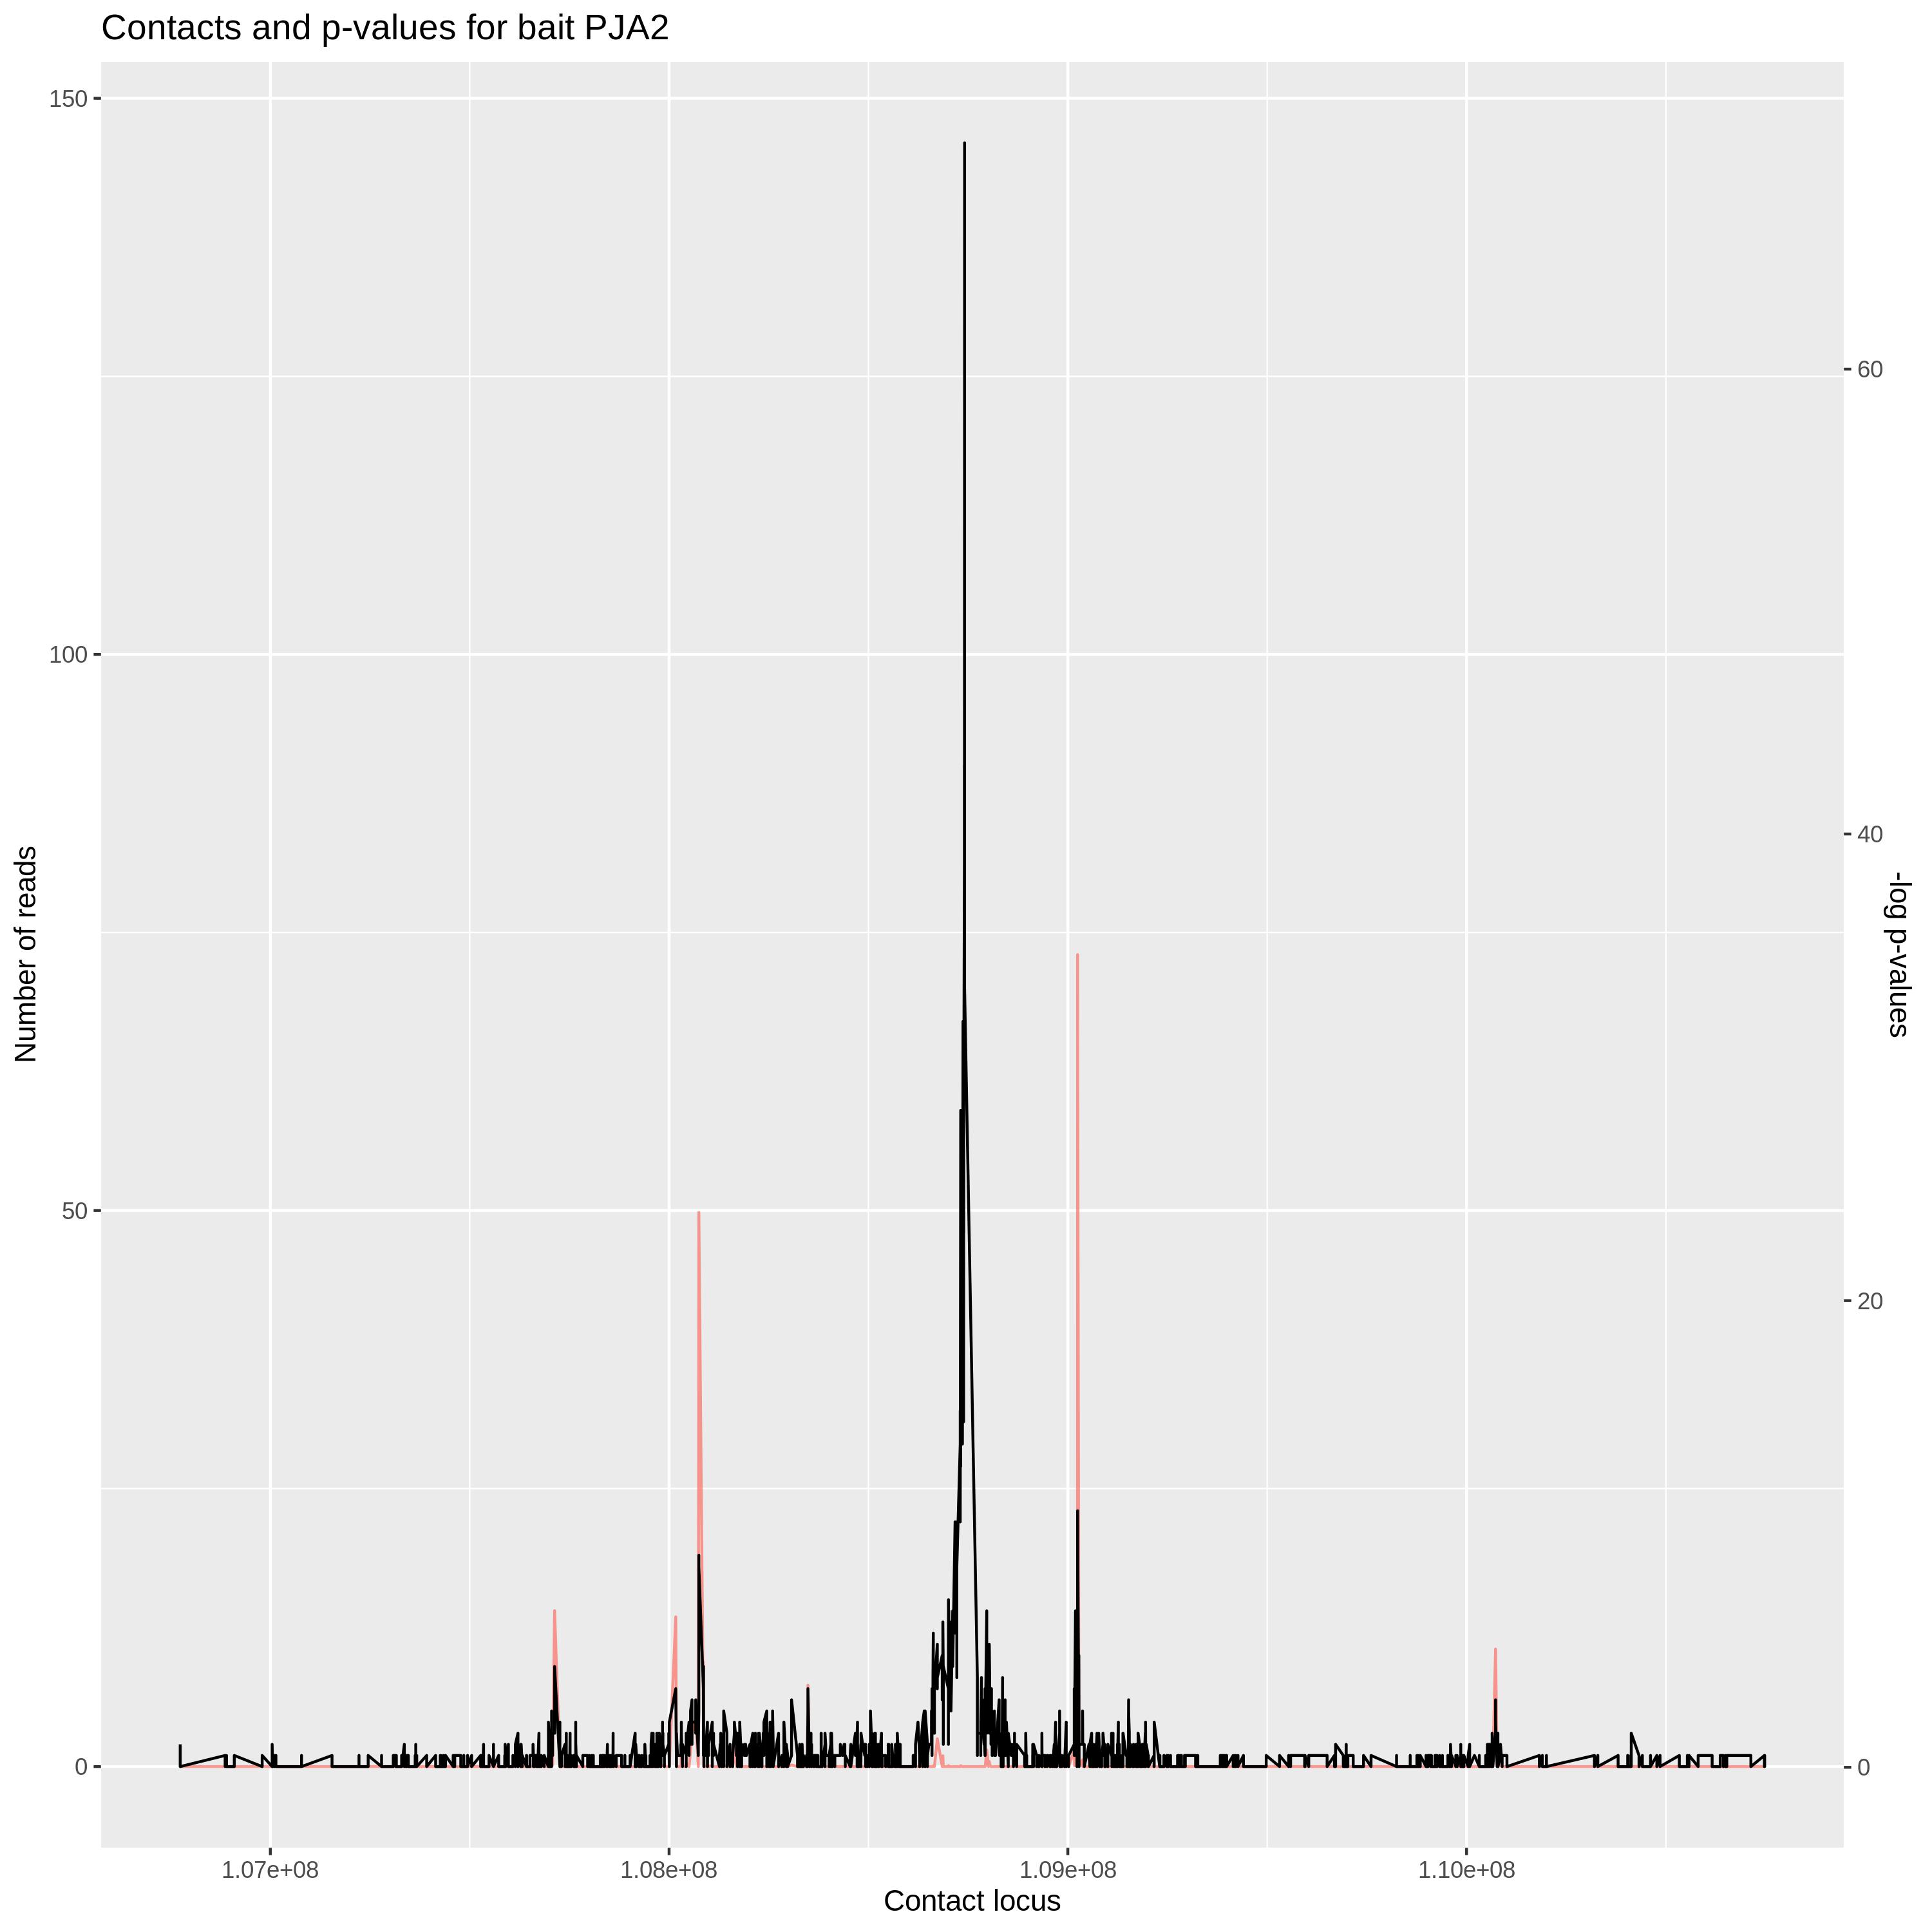 Contacts and p-values for bait PJA2
150
100
50
0
Number of reads
60
40
20
0
-log p-values
1.07e+08
1.08e+08
1.09e+08
1.10e+08
Contact locus